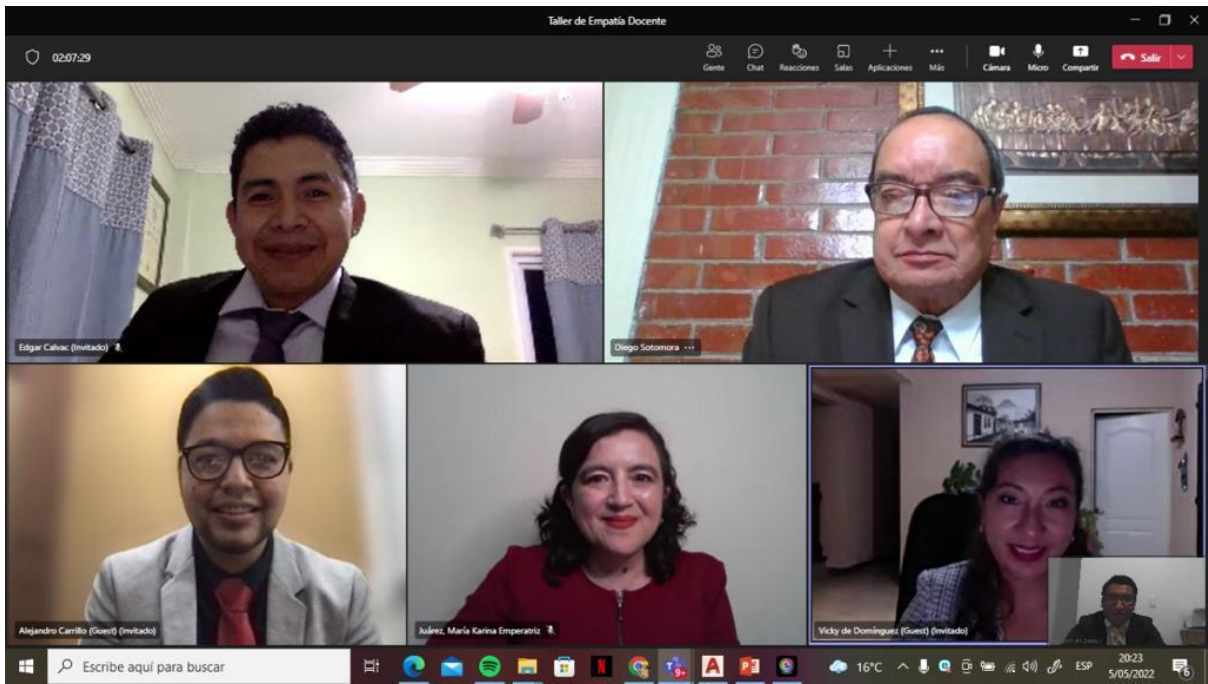 Taller de Empatía Docente
02:07:29
Gente
Chat
Reacciones
Salas
Aplicaciones
Más
Cámara
Micro
Compartir
Salir
Edgar Calvac (Invitado)
Diego Sotomora
Alejandro Carrillo (Guest) (Invitado)
Juárez, María Karina Emperatriz
Vicky de Domínguez (Guest) (Invitado)
Escribe aquí para buscar
9+
16°C
ESP
20:23
5/05/2022
6